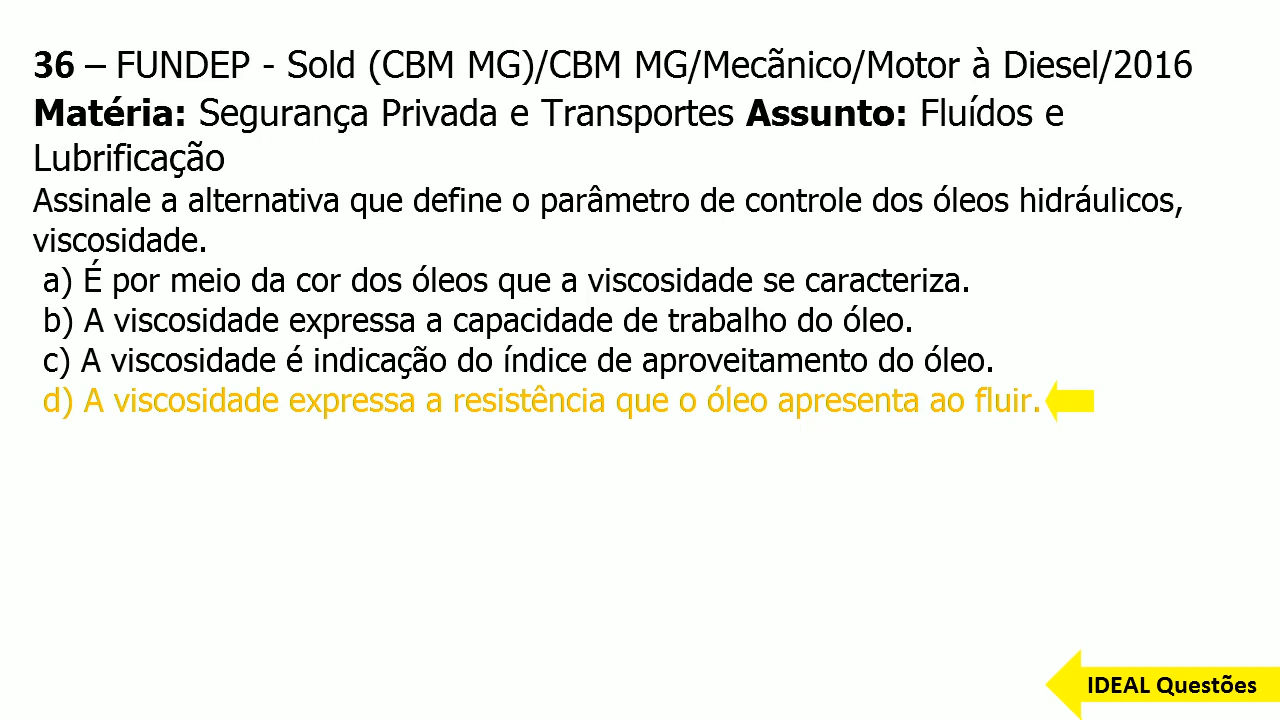 36 – FUNDEP - Sold (CBM MG)/CBM MG/Mecãnico/Motor à Diesel/2016
Matéria: Segurança Privada e Transportes Assunto: Fluídos e
Lubrificação
Assinale a alternativa que define o parâmetro de controle dos óleos hidráulicos,
viscosidade.
a) É por meio da cor dos óleos que a viscosidade se caracteriza.
b) A viscosidade expressa a capacidade de trabalho do óleo.
c) A viscosidade é indicação do índice de aproveitamento do óleo.
d) A viscosidade expressa a resistência que o óleo apresenta ao fluir.
IDEAL Questões